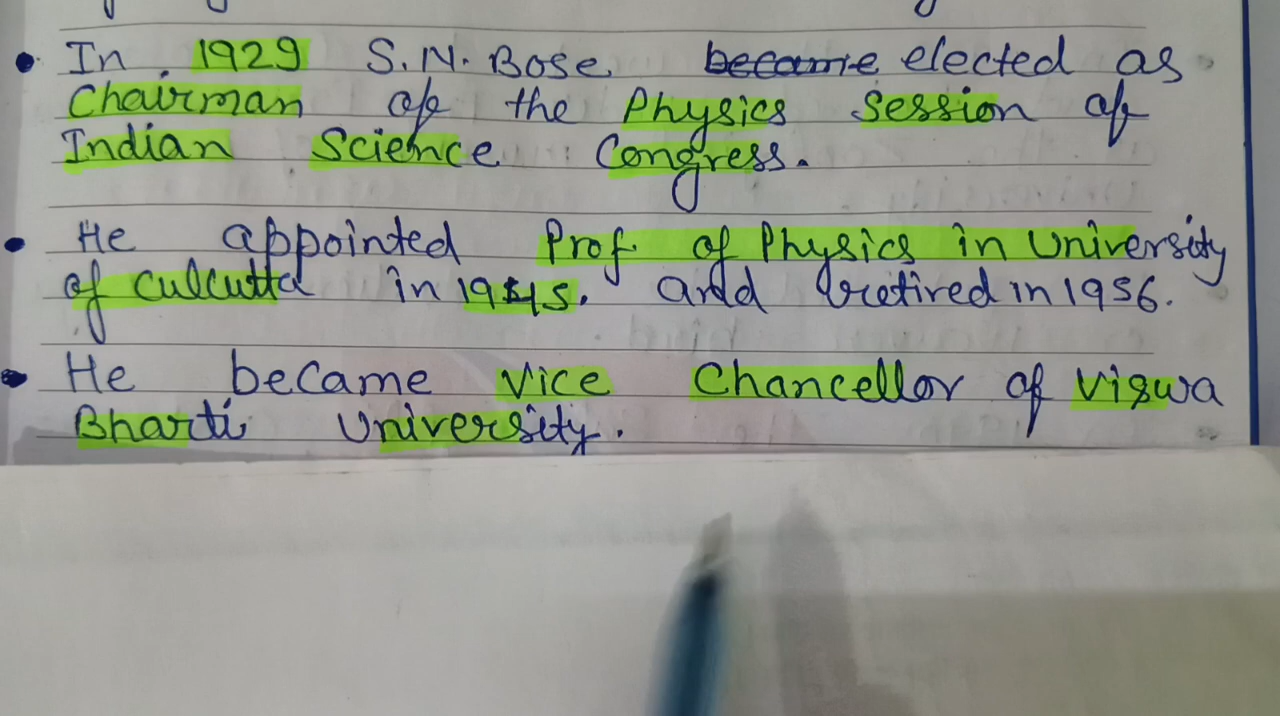 In 1929 S.N. Bose became elected as
Chairman of the Physics Session of
Indian Science Congress.
He appointed Prof. of Physics in University
of Culcutta in 1945. and retired in 1956.
He became Vice Chancellor of Viswa
Bharti University.